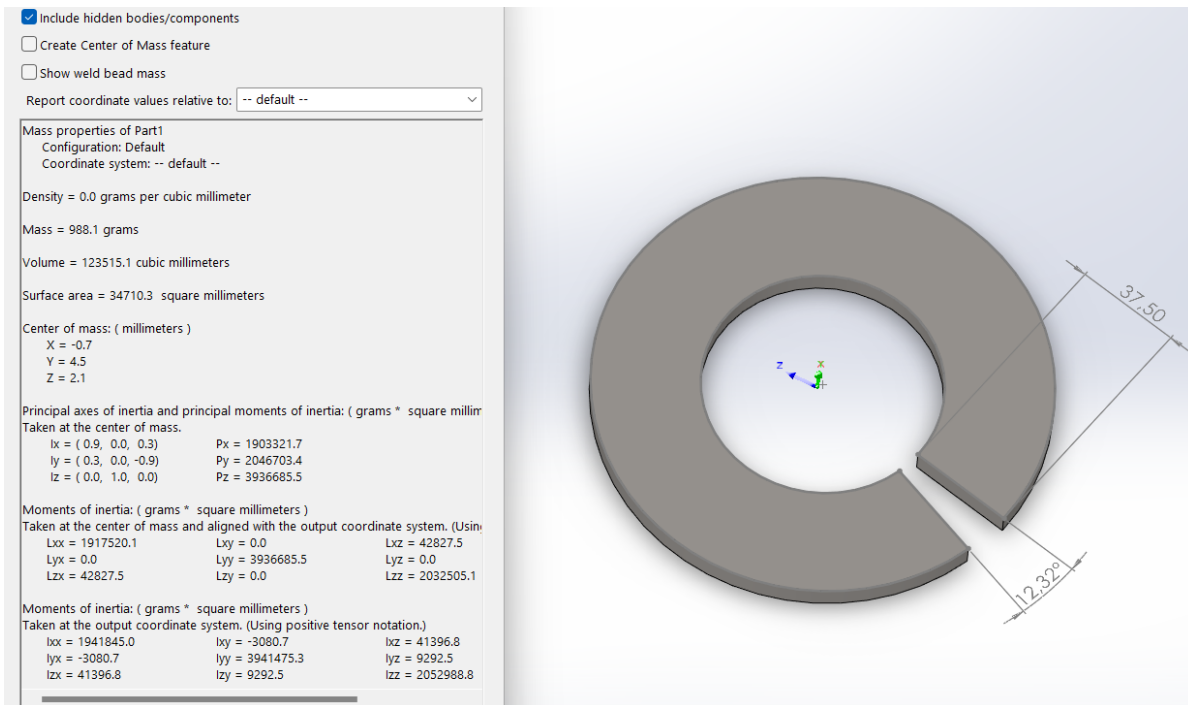 Include hidden bodies/components
Create Center of Mass feature
Show weld bead mass
Report coordinate values relative to: -- default --
Mass properties of Part1
Configuration: Default
Coordinate system: -- default --
Density = 0.0 grams per cubic millimeter
Mass = 988.1 grams
Volume = 123515.1 cubic millimeters
Surface area = 34710.3 square millimeters
Center of mass: ( millimeters )
X = -0.7
Y = 4.5
Z = 2.1
Principal axes of inertia and principal moments of inertia: ( grams * square millim
Taken at the center of mass.
Ix = ( 0.9, 0.0, 0.3) Px = 1903321.7
Iy = ( 0.3, 0.0, -0.9) Py = 2046703.4
Iz = ( 0.0, 1.0, 0.0) Pz = 3936685.5
Moments of inertia: ( grams * square millimeters )
Taken at the center of mass and aligned with the output coordinate system. (Using
Lxx = 1917520.1 Lxy = 0.0 Lxz = 42827.5
Lyx = 0.0 Lyy = 3936685.5 Lyz = 0.0
Lzx = 42827.5 Lzy = 0.0 Lzz = 2032505.1
Moments of inertia: ( grams * square millimeters )
Taken at the output coordinate system. (Using positive tensor notation.)
Ixx = 1941845.0 Ixy = -3080.7 Ixz = 41396.8
Iyx = -3080.7 Iyy = 3941475.3 Iyz = 9292.5
Izx = 41396.8 Izy = 9292.5 Izz = 2052988.8
37,50
z x
12,32°